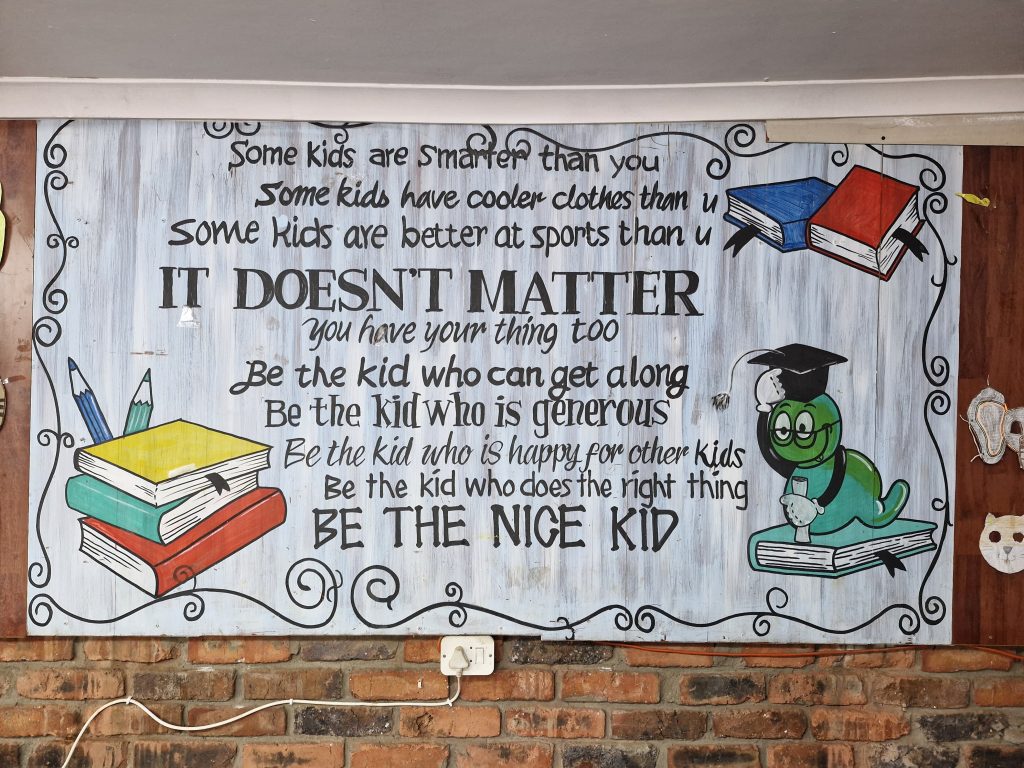 Some kids are smarter than you
Some kids have cooler clothes than u
Some kids are better at sports than u
IT DOESN'T MATTER
you have your thing too
Be the kid who can get along
Be the kid who is generous
Be the kid who is happy for other kids
Be the kid who does the right thing
BE THE NICE KID